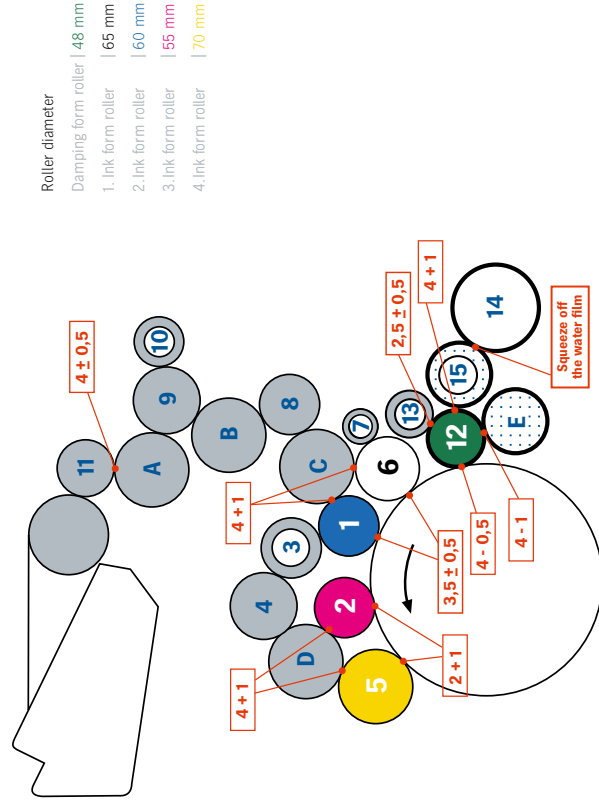 Roller diameter
Damping form roller | 48 mm
1. Ink form roller | 65 mm
2. Ink form roller | 60 mm
3. Ink form roller | 55 mm
4. Ink form roller | 70 mm
4 ± 0,5
11
A
9
10
B
8
C
7
4 + 1
6
13
2,5 ± 0,5
4 + 1
15
14
Squeeze off
the water film
12
E
4 - 1
4 - 0,5
3,5 ± 0,5
1
3
4
2
D
5
4 + 1
2 + 1